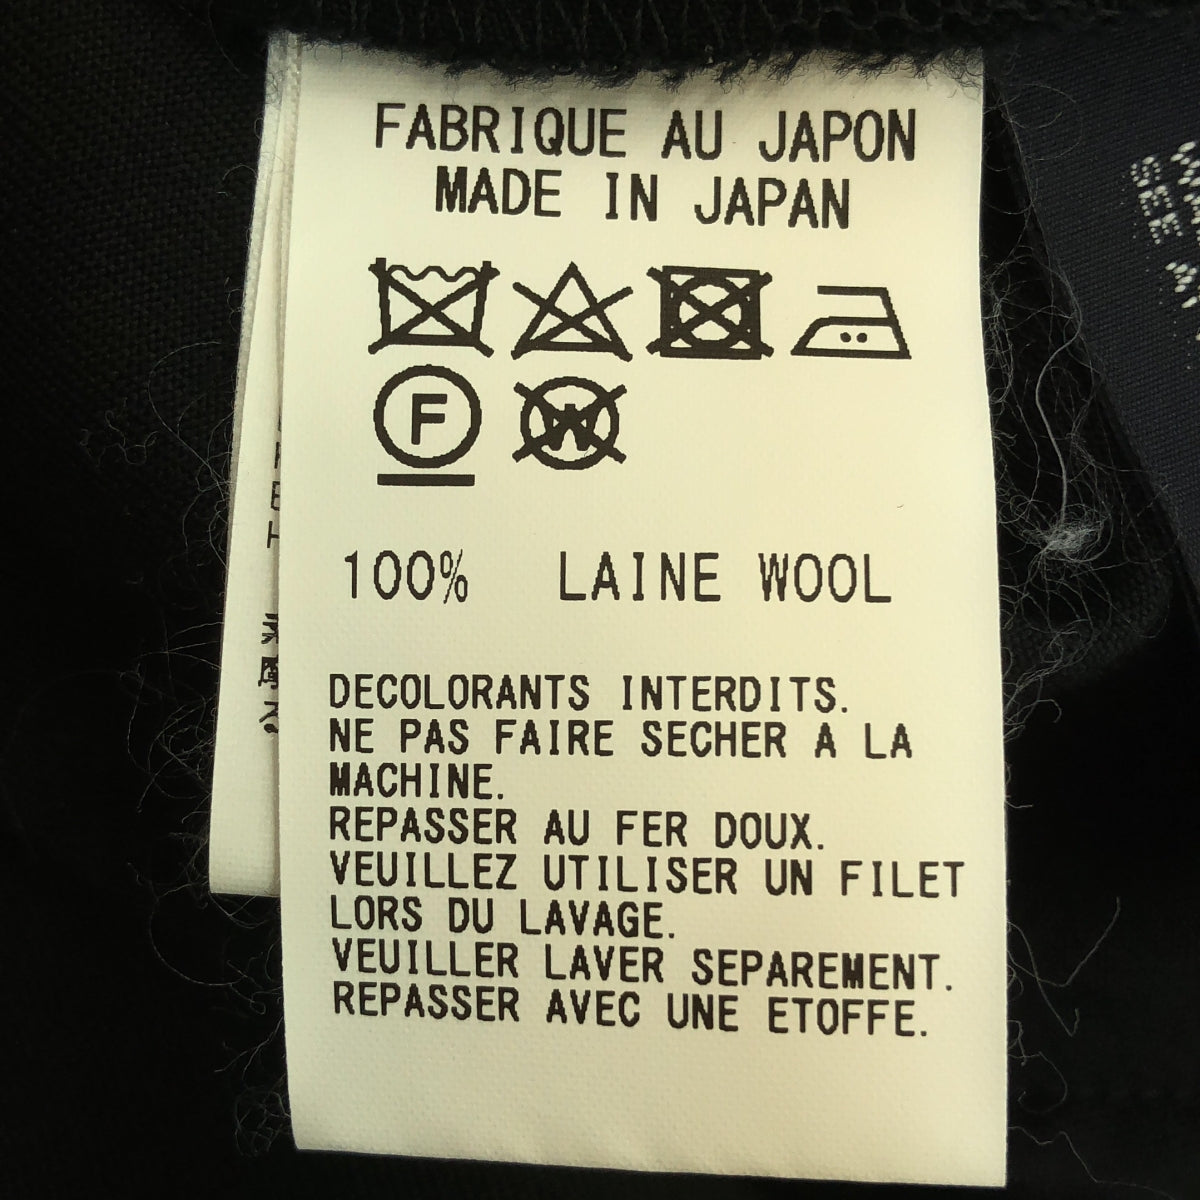 FABRIQUE AU JAPON
MADE IN JAPAN
F
W
100% LAINE WOOL
DECOLORANTS INTERDITS.
NE PAS FAIRE SECHER A LA
MACHINE.
REPASSER AU FER DOUX.
VEUILLEZ UTILISER UN FILET
LORS DU LAVAGE.
VEUILLER LAVER SEPAREMENT.
REPASSER AVEC UNE ETOFFE.